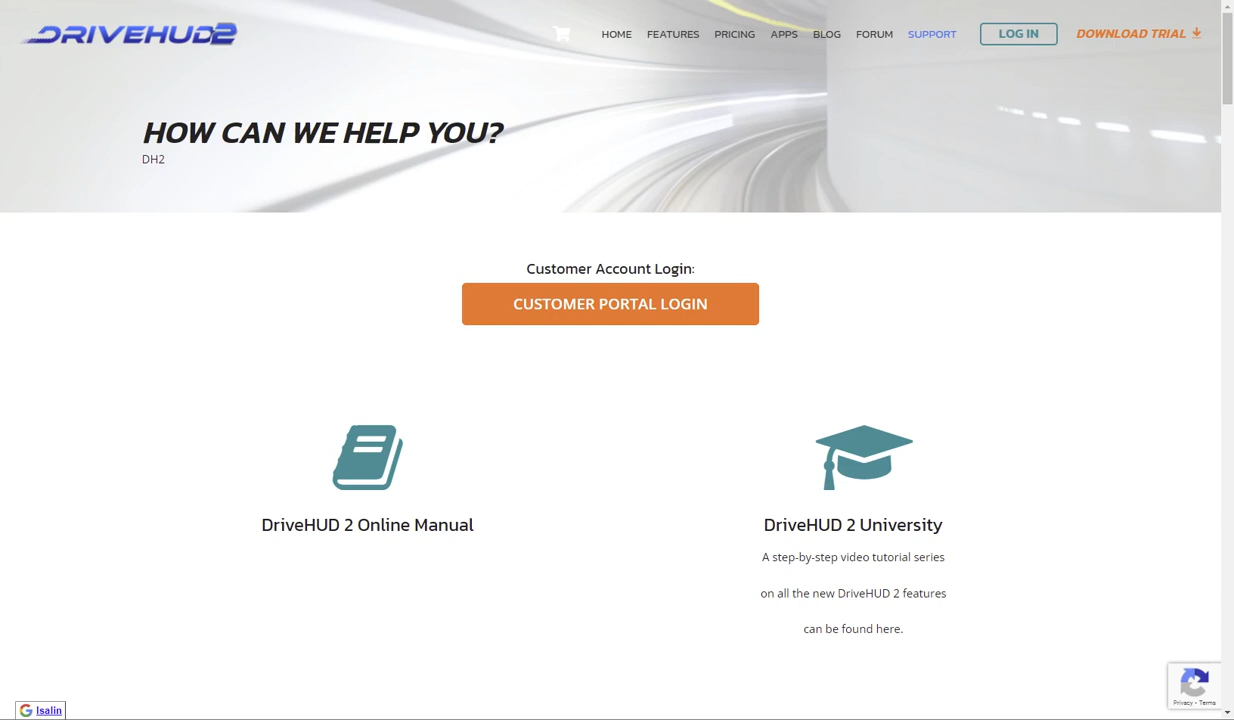 DRIVEHUD2
HOME
FEATURES
PRICING
APPS
BLOG
FORUM
SUPPORT
LOG IN
DOWNLOAD TRIAL
HOW CAN WE HELP YOU?
DH2
Customer Account Login:
CUSTOMER PORTAL LOGIN
DriveHUD 2 Online Manual
DriveHUD 2 University
A step-by-step video tutorial series
on all the new DriveHUD 2 features
can be found here.
Privacy - Terms
Isalin